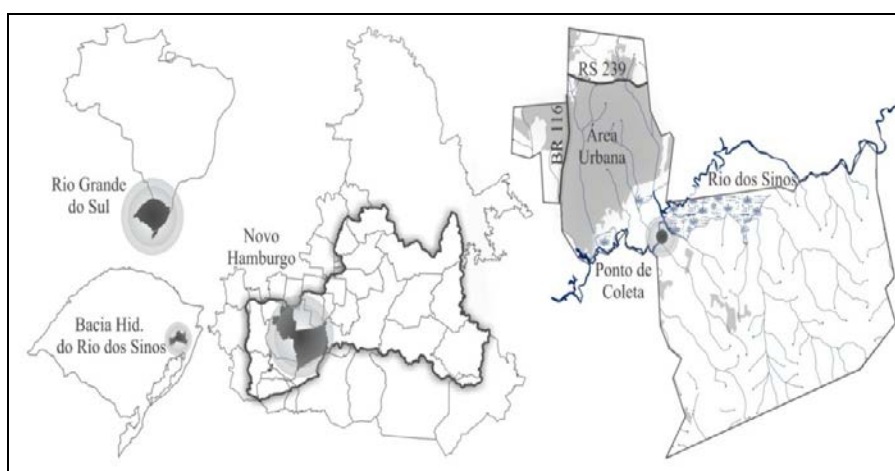 Rio Grande
do Sul
Bacia Hid.
do Rio dos Sinos
Novo
Hamburgo
RS 239
BR 116
Área
Urbana
Rio dos Sinos
Ponto de
Coleta